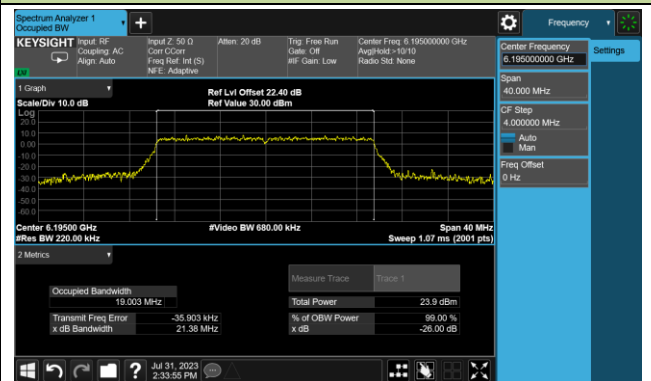 Spectrum Analyzer 1
Occupied BW
Frequency
KEYSIGHT
Input: RF
Coupling: AC
Align: Auto
Input Z: 50 Ω
Corr CCorr
Freq Ref: Int (S)
NFE: Adaptive
Atten: 20 dB
Trig: Free Run
Gate: Off
#IF Gain: Low
Center Freq: 6.195000000 GHz
Avg|Hold:>10/10
Radio Std: None
Center Frequency
6.195000000 GHz
Settings
Span
40.000 MHz
CF Step
4.000000 MHz
Auto
Man
Freq Offset
0 Hz
1 Graph
Scale/Div 10.0 dB
Ref Lvl Offset 22.40 dB
Ref Value 30.00 dBm
Log
20.0
10.0
0.00
-10.0
-20.0
-30.0
-40.0
-50.0
-60.0
Center 6.19500 GHz
#Res BW 220.00 kHz
#Video BW 680.00 kHz
Span 40 MHz
Sweep 1.07 ms (2001 pts)
2 Metrics
Measure Trace
Trace 1
Occupied Bandwidth
19.003 MHz
Total Power
23.9 dBm
Transmit Freq Error
-35.903 kHz
% of OBW Power
99.00 %
x dB Bandwidth
21.38 MHz
x dB
-26.00 dB
Jul 31, 2023
2:33:55 PM